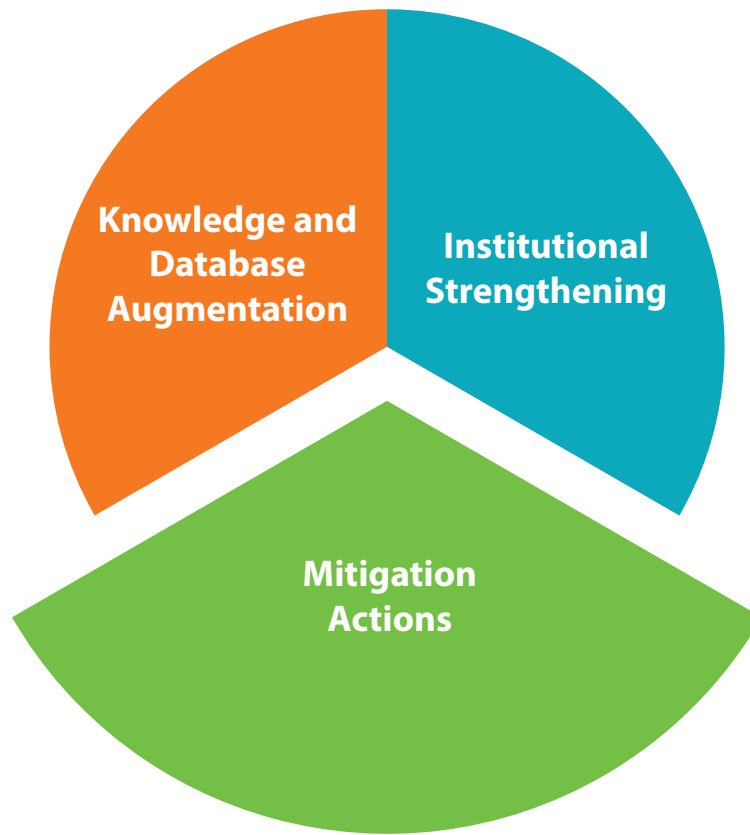 Knowledge and
Database
Augmentation
Institutional
Strengthening
Mitigation
Actions